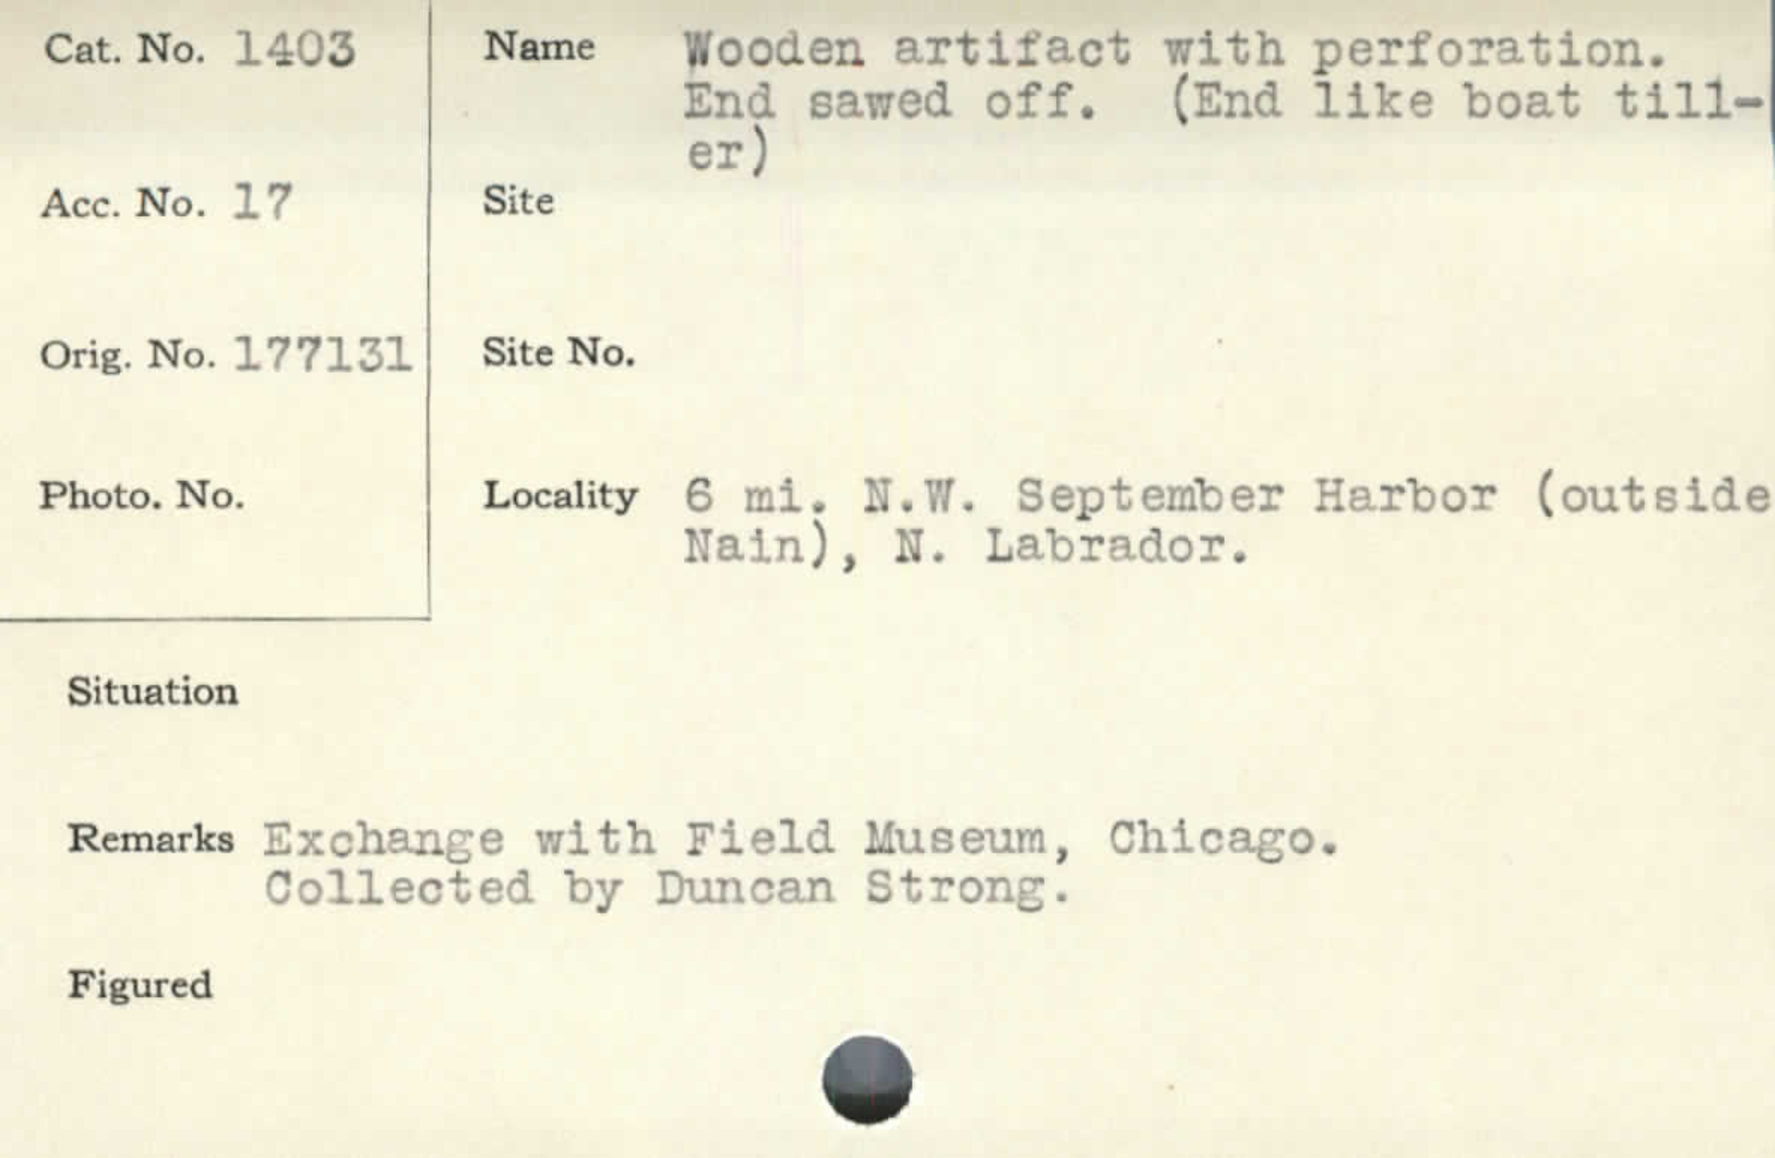 Cat. No. 1403
Name Wooden artifact with perforation.
End sawed off. (End like boat till-
er)
Acc. No. 17
Site
Orig. No. 177131
Site No.
Photo. No.
Locality 6 mi. N.W. September Harbor (outside
Nain), N. Labrador.
Situation
Remarks Exchange with Field Museum, Chicago.
Collected by Duncan Strong.
Figured